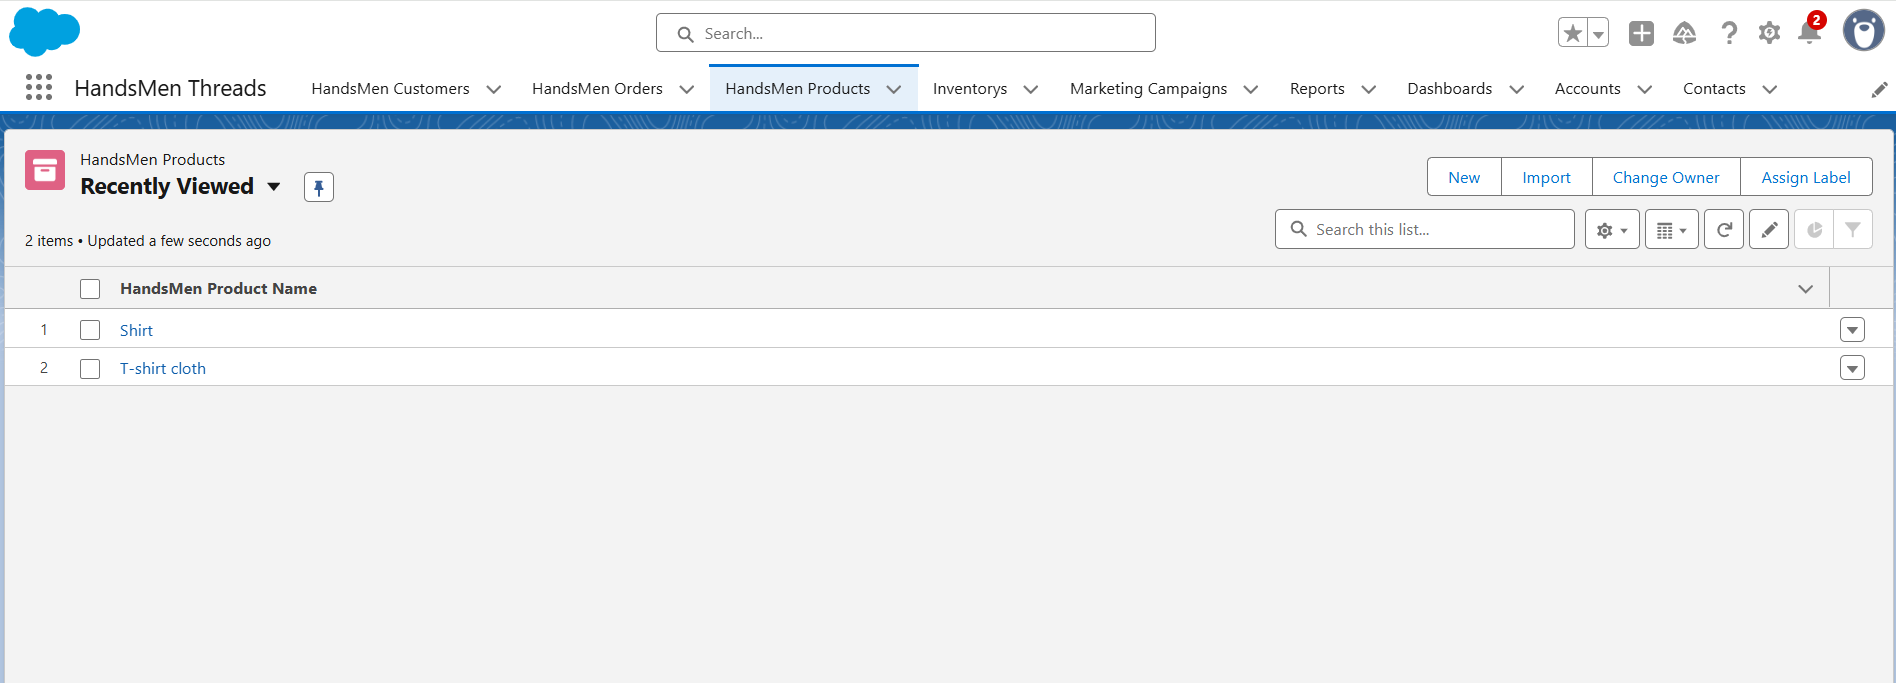 Search...
2
HandsMen Threads
HandsMen Customers
HandsMen Orders
HandsMen Products
Inventorys
Marketing Campaigns
Reports
Dashboards
Accounts
Contacts
HandsMen Products
Recently Viewed
New
Import
Change Owner
Assign Label
2 items • Updated a few seconds ago
Search this list...
HandsMen Product Name
1 Shirt
2 T-shirt cloth